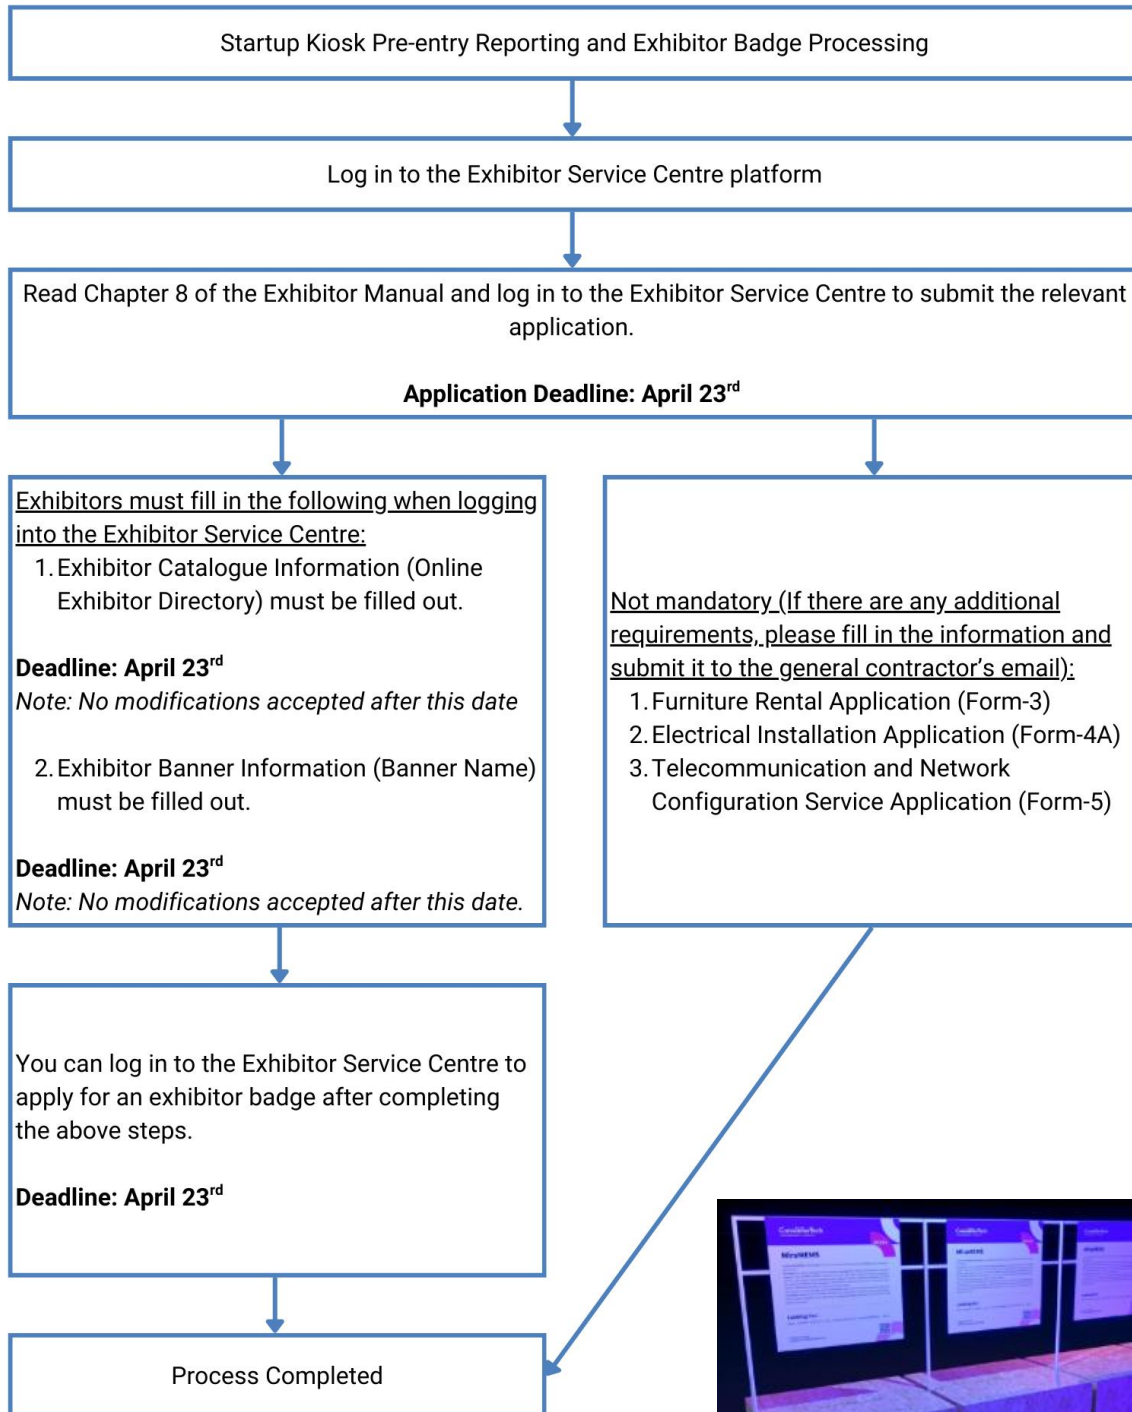 Startup Kiosk Pre-entry Reporting and Exhibitor Badge Processing
Log in to the Exhibitor Service Centre platform
Read Chapter 8 of the Exhibitor Manual and log in to the Exhibitor Service Centre to submit the relevant
application.
Application Deadline: April 23rd
Exhibitors must fill in the following when logging
into the Exhibitor Service Centre:
1. Exhibitor Catalogue Information (Online
Exhibitor Directory) must be filled out.
Deadline: April 23rd
Note: No modifications accepted after this date
2. Exhibitor Banner Information (Banner Name)
must be filled out.
Deadline: April 23rd
Note: No modifications accepted after this date.
Not mandatory (If there are any additional
requirements, please fill in the information and
submit it to the general contractor's email):
1. Furniture Rental Application (Form-3)
2. Electrical Installation Application (Form-4A)
3. Telecommunication and Network
Configuration Service Application (Form-5)
You can log in to the Exhibitor Service Centre to
apply for an exhibitor badge after completing
the above steps.
Deadline: April 23rd
Process Completed